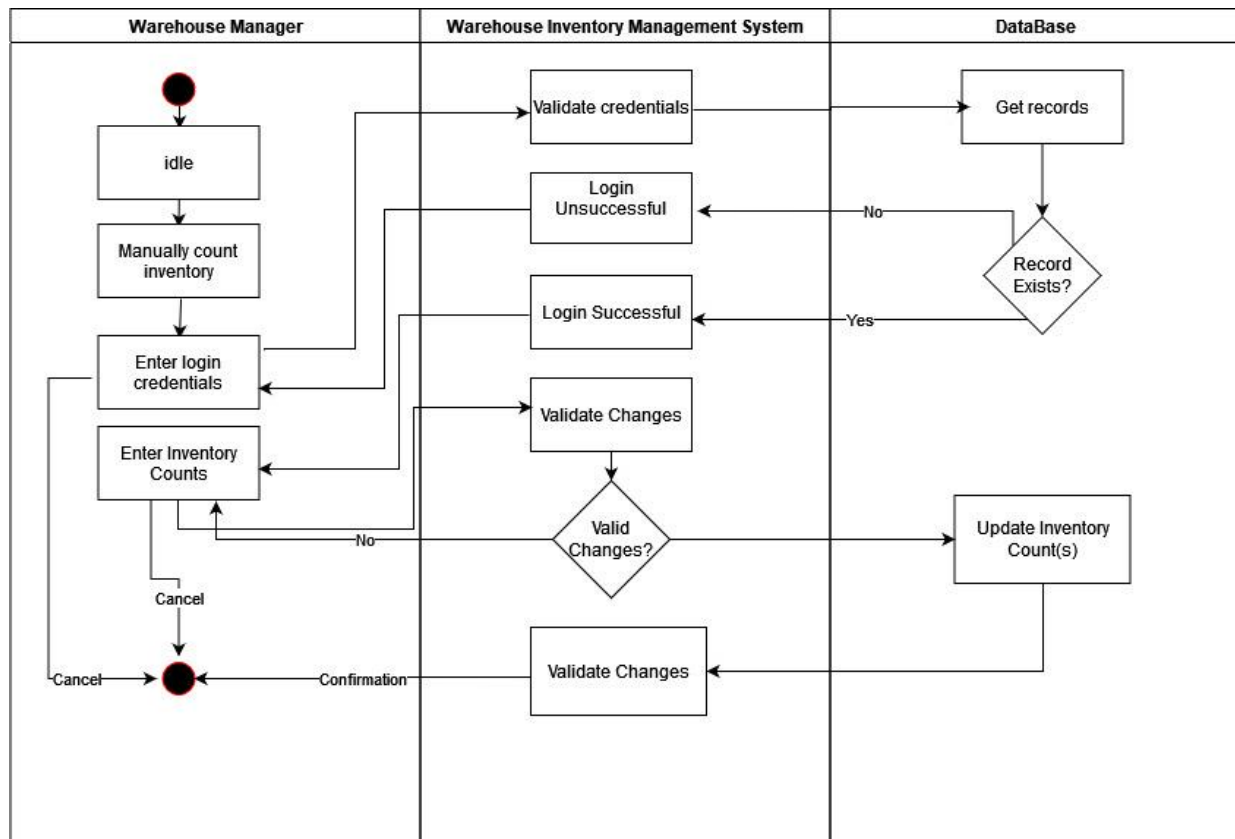 Warehouse Manager
Warehouse Inventory Management System
DataBase
Validate credentials
Get records
idle
Login
Unsuccessful
No
Manually count
inventory
Record
Exists?
Login Successful
Yes
Enter login
credentials
Validate Changes
Enter Inventory
Counts
No
Valid
Changes?
Update Inventory
Count(s)
Cancel
Cancel
Confirmation
Validate Changes